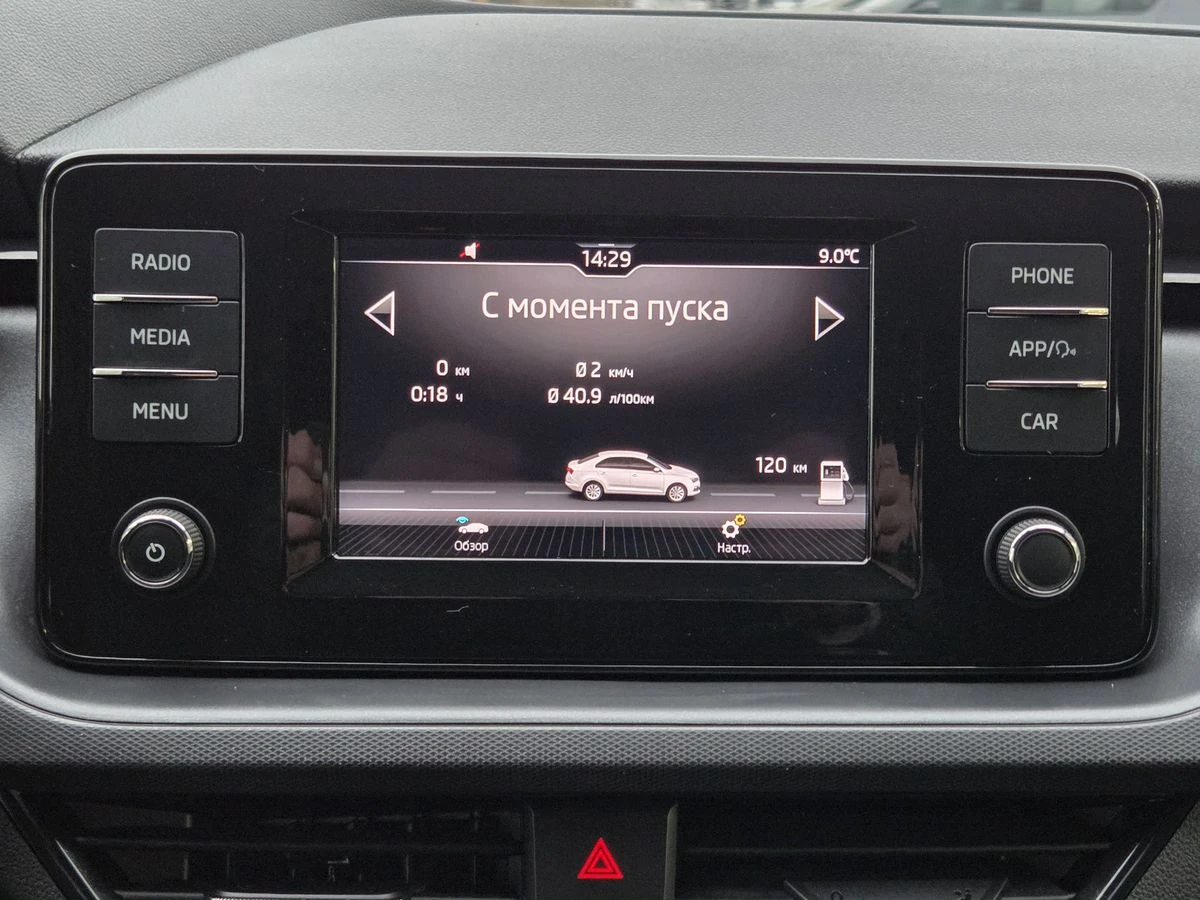 RADIO
MEDIA
MENU
14:29
9.0°C
С момента пуска
0 км
Ø 2 км/ч
0:18 ч
Ø 40.9 л/100км
120 км
Обзор
Настр.
PHONE
APP/
CAR